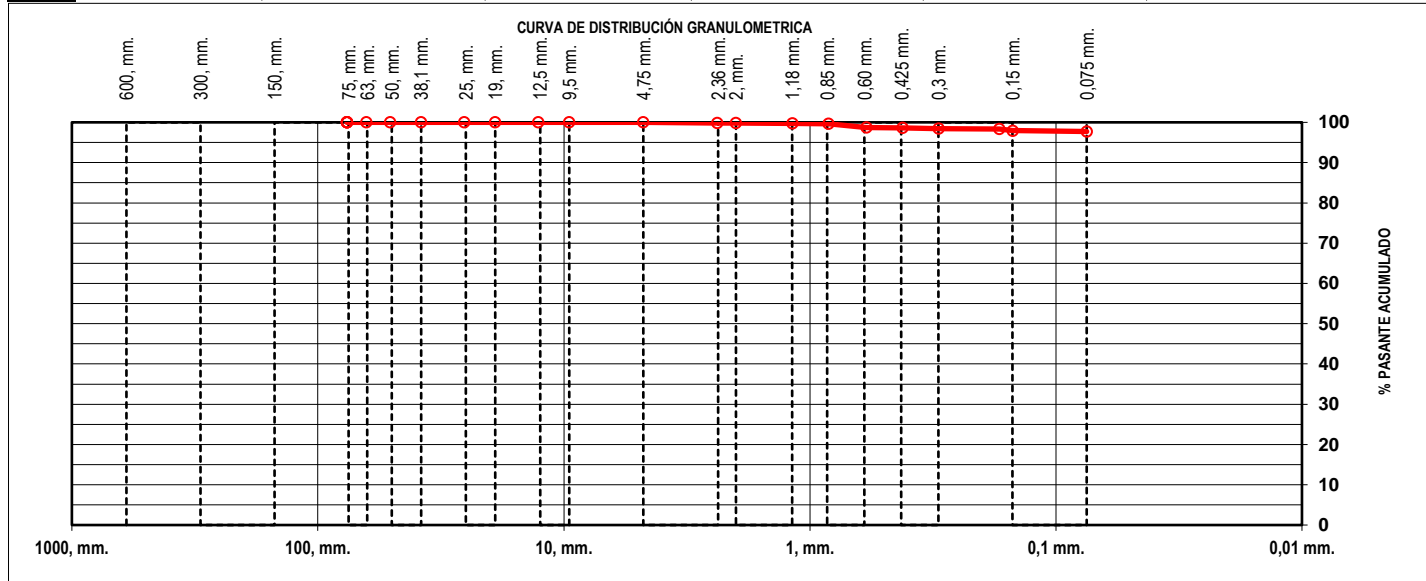 CURVA DE DISTRIBUCIÓN GRANULOMETRICA
600, mm.
300, mm.
150, mm.
75, mm.
63, mm.
50, mm.
38,1 mm.
25, mm.
19, mm.
12,5 mm.
9,5 mm.
4,75 mm.
2,36 mm.
2, mm.
1,18 mm.
0,85 mm.
0,60 mm.
0,425 mm.
0,3 mm.
0,15 mm.
0,075 mm.
100
90
80
70
60
50
40
30
20
10
0
% PASANTE ACUMULADO
1000, mm.
100, mm.
10, mm.
1, mm.
0,1 mm.
0,01 mm.